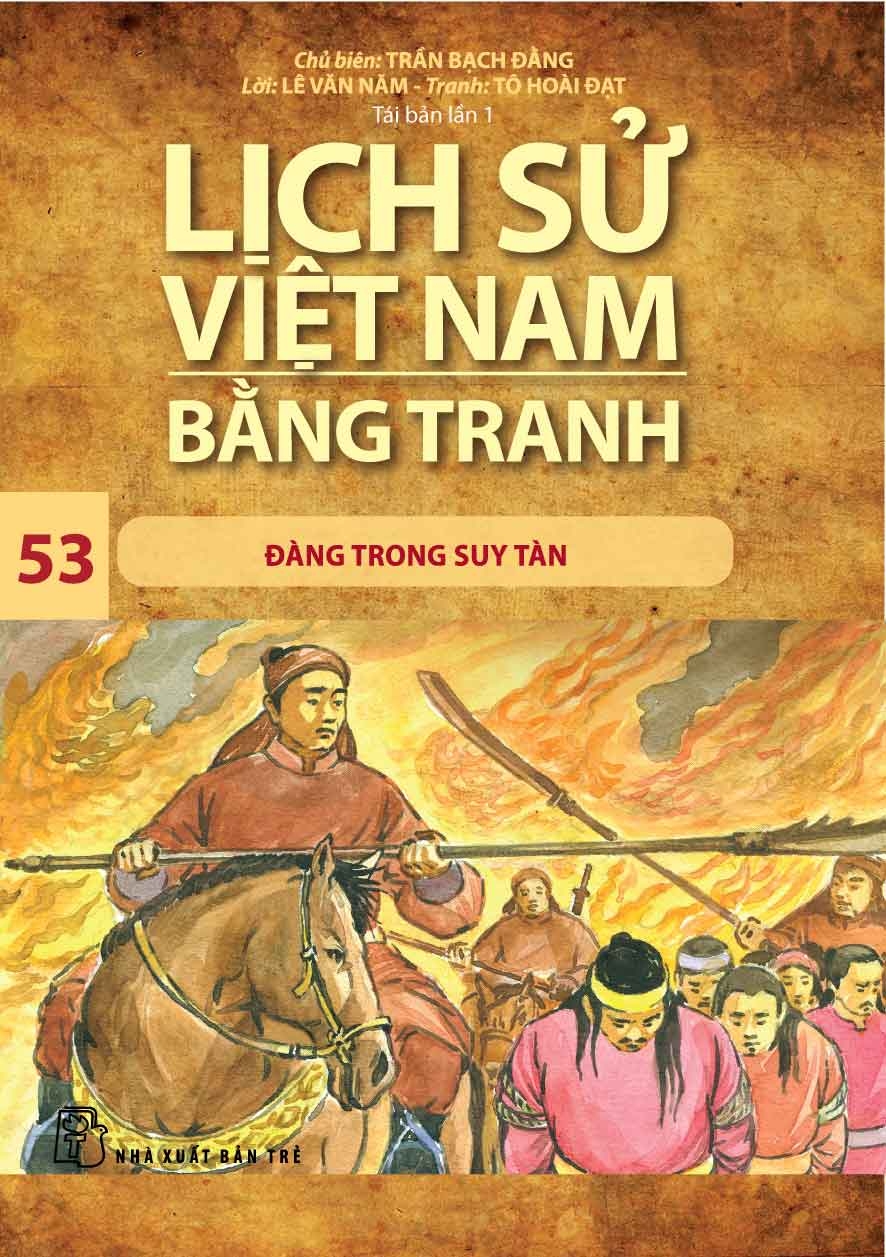 Chủ biên: TRẦN BẠCH ĐẰNG
Lời: LÊ VĂN NĂM - Tranh: TÔ HOÀI ĐẠT
Tái bản lần 1
LỊCH SỬ
VIỆT NAM
BẰNG TRANH
53
ĐÀNG TRONG SUY TÀN
NHÀ XUẤT BẢN TRẺ